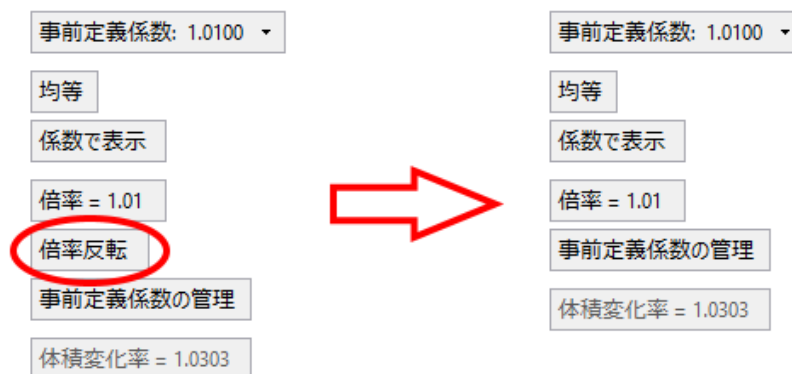 事前定義係数: 1.0100
均等
係数で表示
倍率 = 1.01
倍率反転
事前定義係数の管理
体積変化率 = 1.0303
事前定義係数: 1.0100
均等
係数で表示
倍率 = 1.01
事前定義係数の管理
体積変化率 = 1.0303